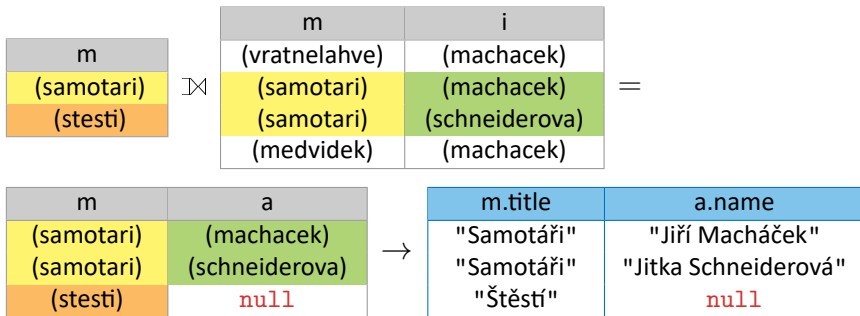 m i
m (vratnelahve) (machacek)
(samotari) ⟕ (samotari) (machacek) =
(stesti) (samotari) (schneiderova)
(medvidek) (machacek)
m a m.title a.name
(samotari) (machacek) → "Samotáři" "Jiří Macháček"
(samotari) (schneiderova) "Samotáři" "Jitka Schneiderová"
(stesti) null "Štěstí" null